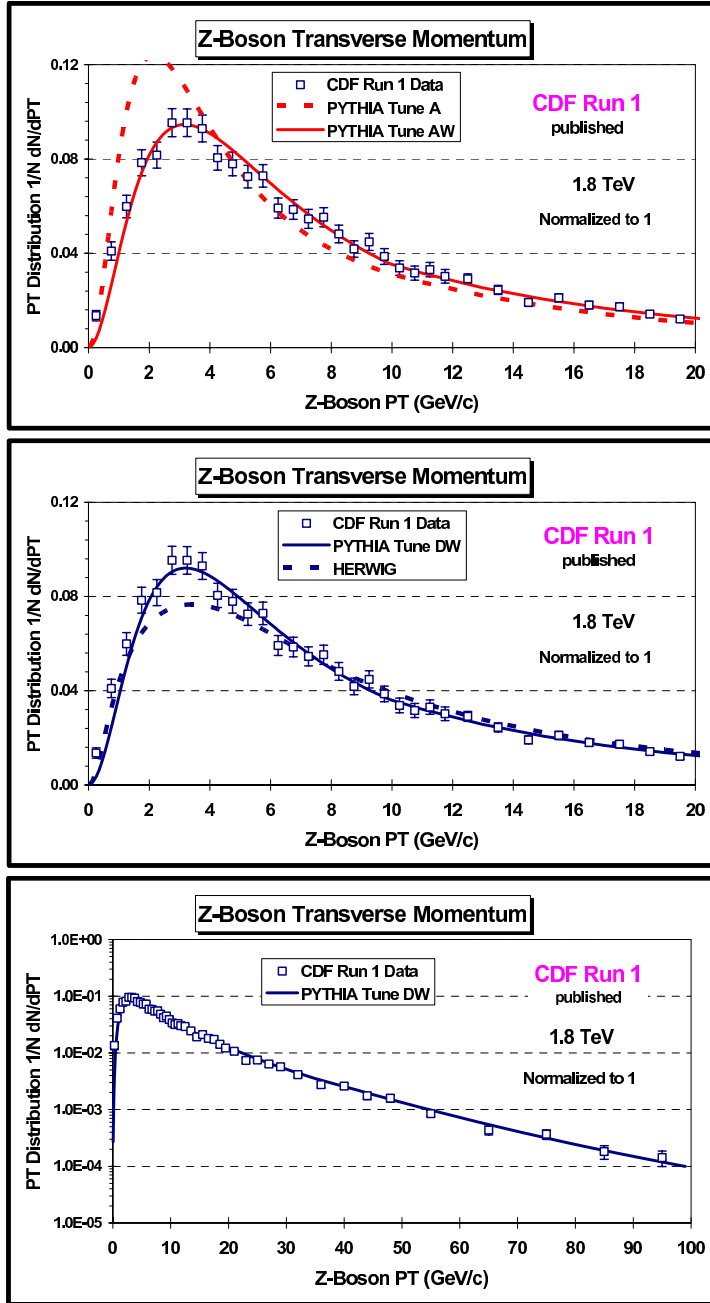 Z-Boson Transverse Momentum
0.12
0.08
0.04
0.00
0 2 4 6 8 10 12 14 16 18 20
Z-Boson PT (GeV/c)
PT Distribution 1/N dN/dPT
CDF Run 1 Data
PYTHIA Tune A
PYTHIA Tune AW
CDF Run 1
published
1.8 TeV
Normalized to 1
Z-Boson Transverse Momentum
0.12
0.08
0.04
0.00
0 2 4 6 8 10 12 14 16 18 20
Z-Boson PT (GeV/c)
PT Distribution 1/N dN/dPT
CDF Run 1 Data
PYTHIA Tune DW
HERWIG
CDF Run 1
published
1.8 TeV
Normalized to 1
Z-Boson Transverse Momentum
1.0E+00
1.0E-01
1.0E-02
1.0E-03
1.0E-04
1.0E-05
0 10 20 30 40 50 60 70 80 90 100
Z-Boson PT (GeV/c)
PT Distribution 1/N dN/dPT
CDF Run 1 Data
PYTHIA Tune DW
CDF Run 1
published
1.8 TeV
Normalized to 1